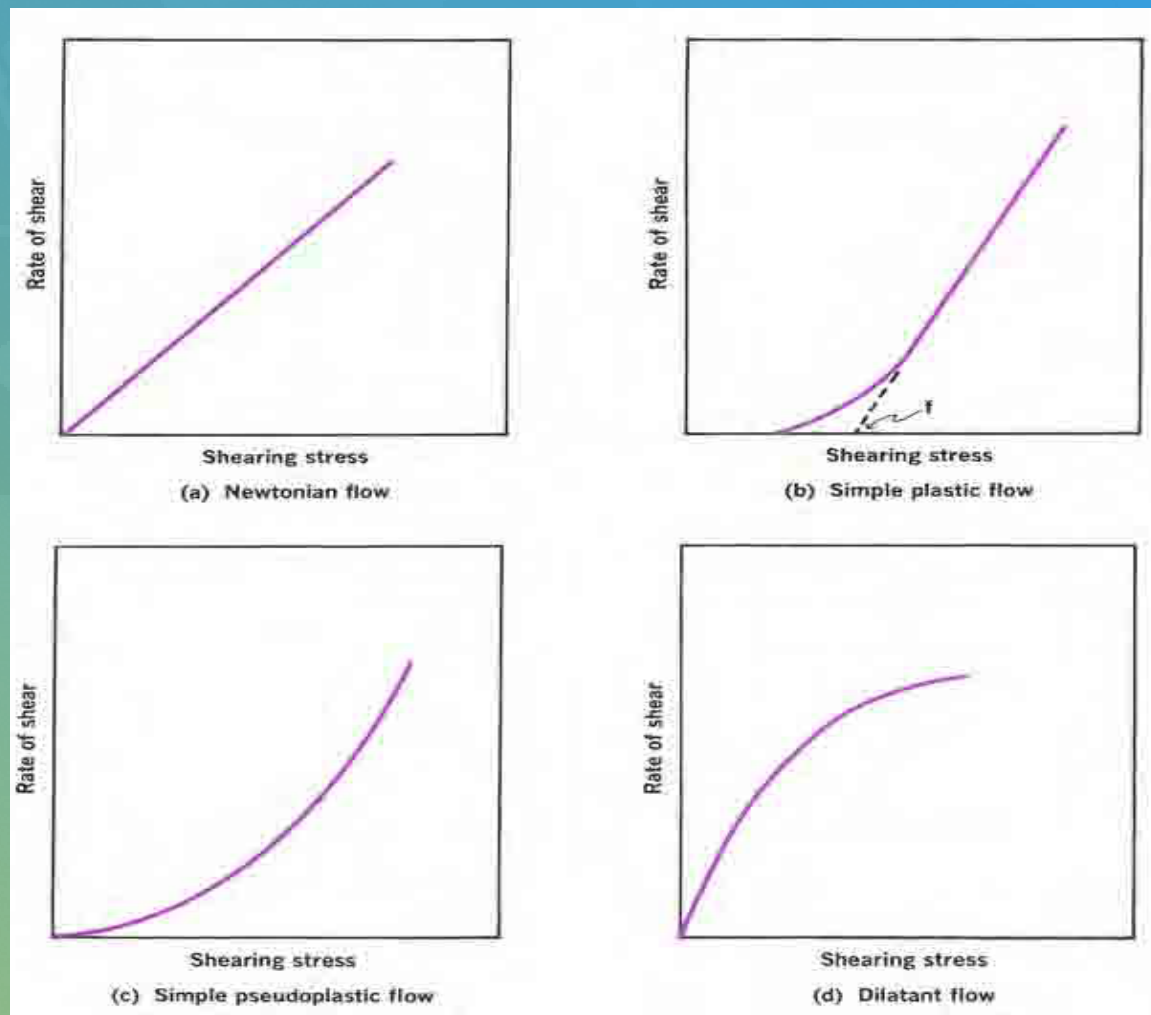 Rate of shear
Shearing stress
(a) Newtonian flow
Rate of shear
f
Shearing stress
(b) Simple plastic flow
Rate of shear
Shearing stress
(c) Simple pseudoplastic flow
Rate of shear
Shearing stress
(d) Dilatant flow